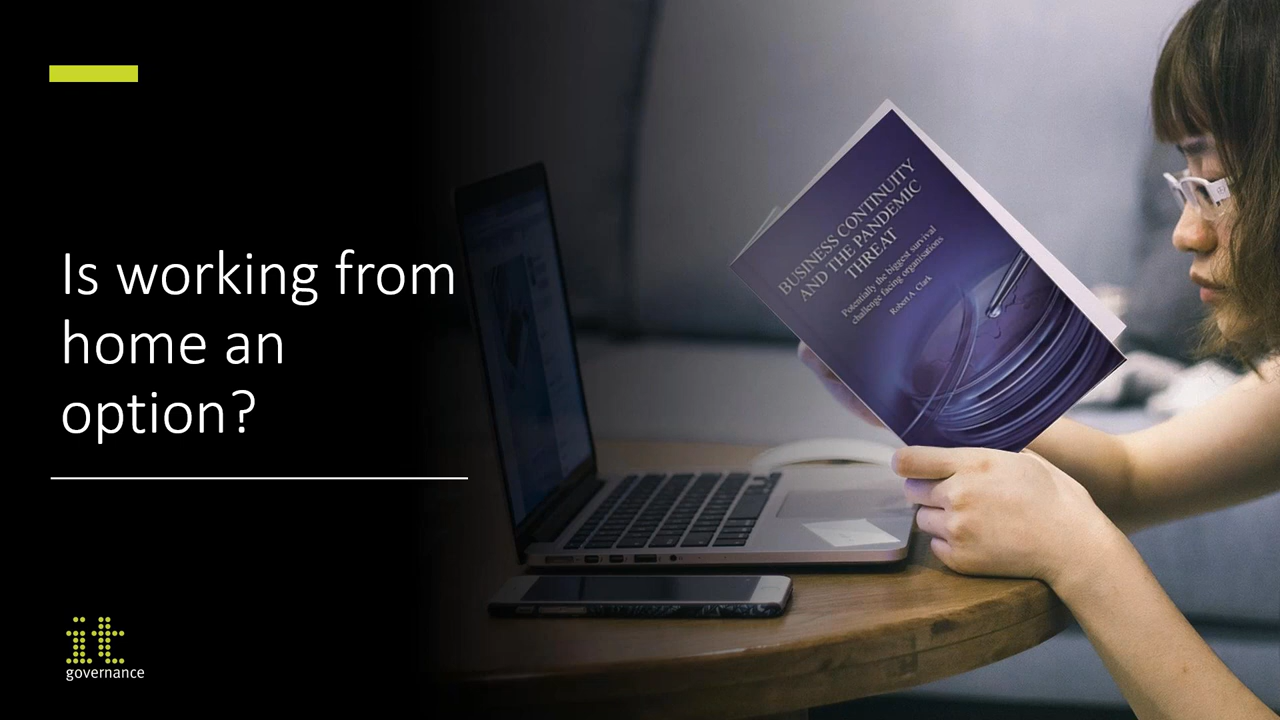 Is working from
home an
option?
BUSINESS CONTINUITY
AND THE PANDEMIC
THREAT
Potentially the biggest survival
challenge facing organisations
Robert A. Clark
it
governance